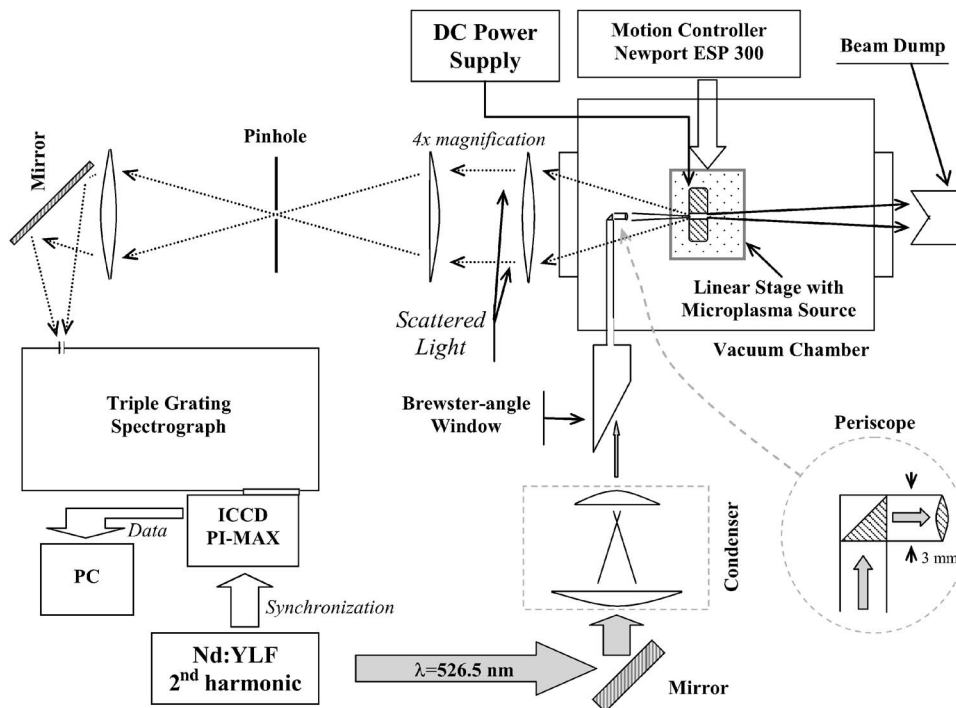 DC Power
Supply
Motion Controller
Newport ESP 300
Beam Dump
Mirror
Pinhole
4x magnification
Scattered
Light
Linear Stage with
Microplasma Source
Vacuum Chamber
Triple Grating
Spectrograph
Brewster-angle
Window
Periscope
3 mm
Condenser
ICCD
PI-MAX
Data
PC
Synchronization
Nd:YLF
2nd harmonic
λ=526.5 nm
Mirror